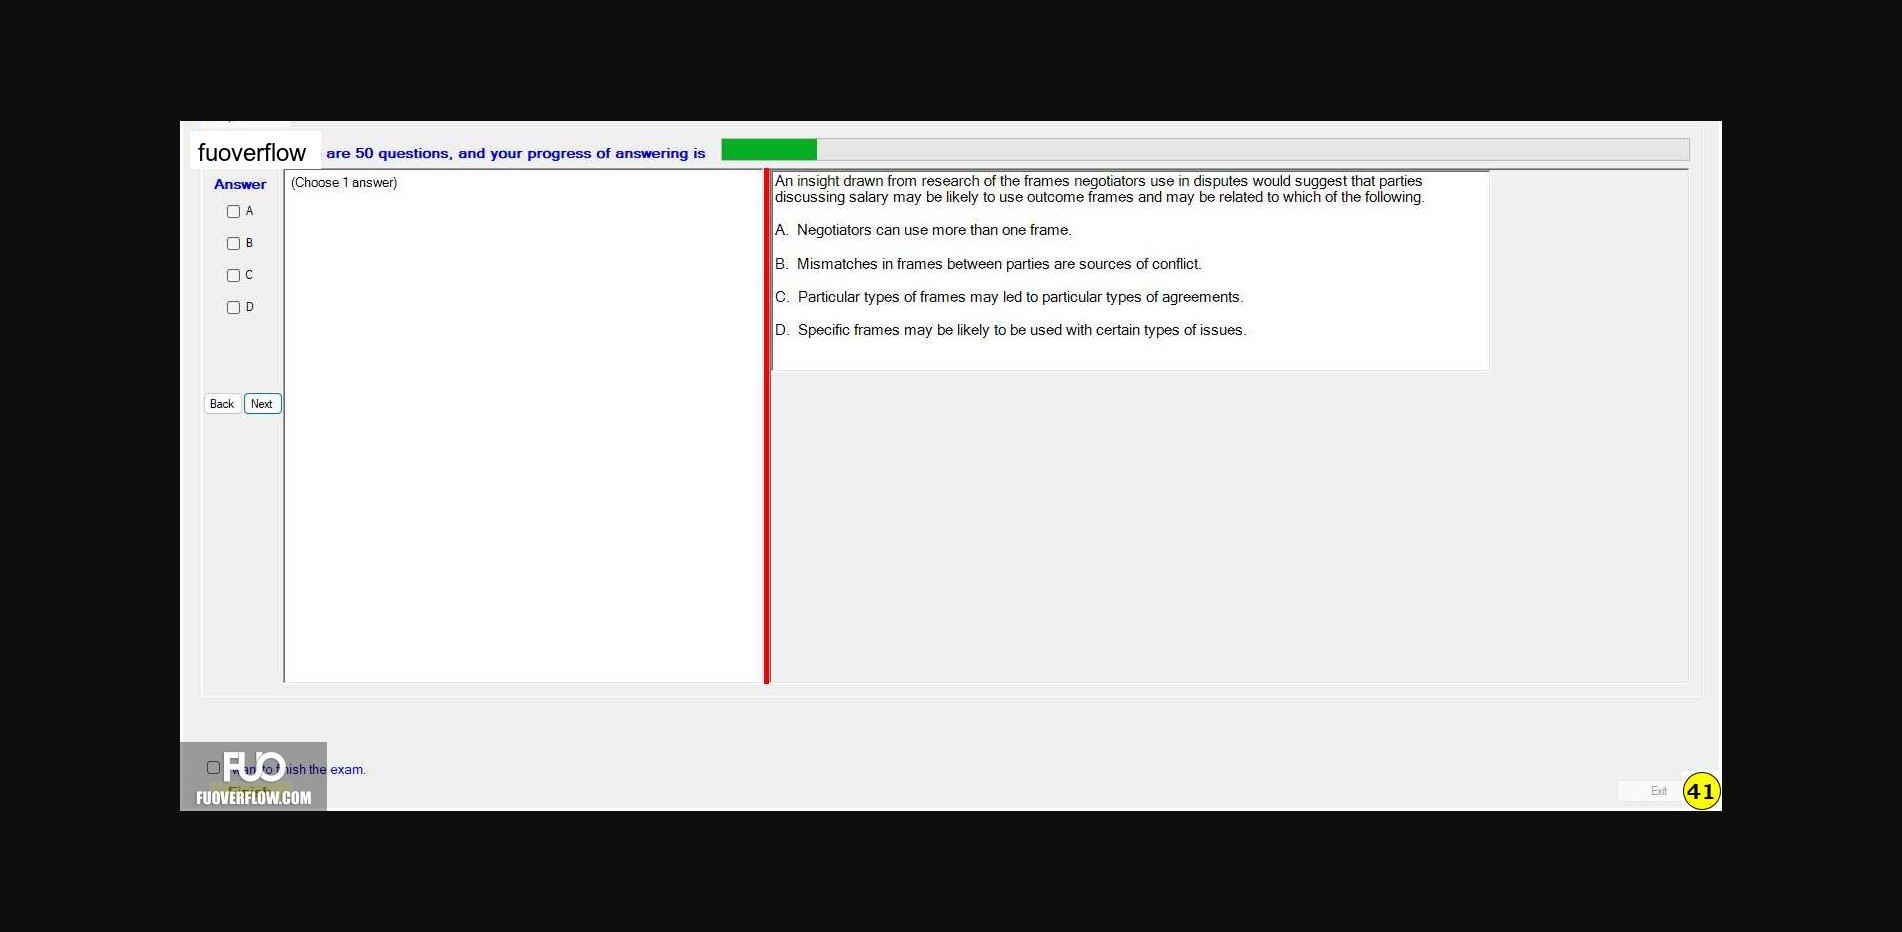 fuoverflow are 50 questions, and your progress of answering is
Answer
A
B
C
D
Back Next
(Choose 1 answer)
An insight drawn from research of the frames negotiators use in disputes would suggest that parties
discussing salary may be likely to use outcome frames and may be related to which of the following.
A. Negotiators can use more than one frame.
B. Mismatches in frames between parties are sources of conflict.
C. Particular types of frames may led to particular types of agreements.
D. Specific frames may be likely to be used with certain types of issues.
want to finish the exam.
Finish
FUO
FUOVERFLOW.COM
Exit
41